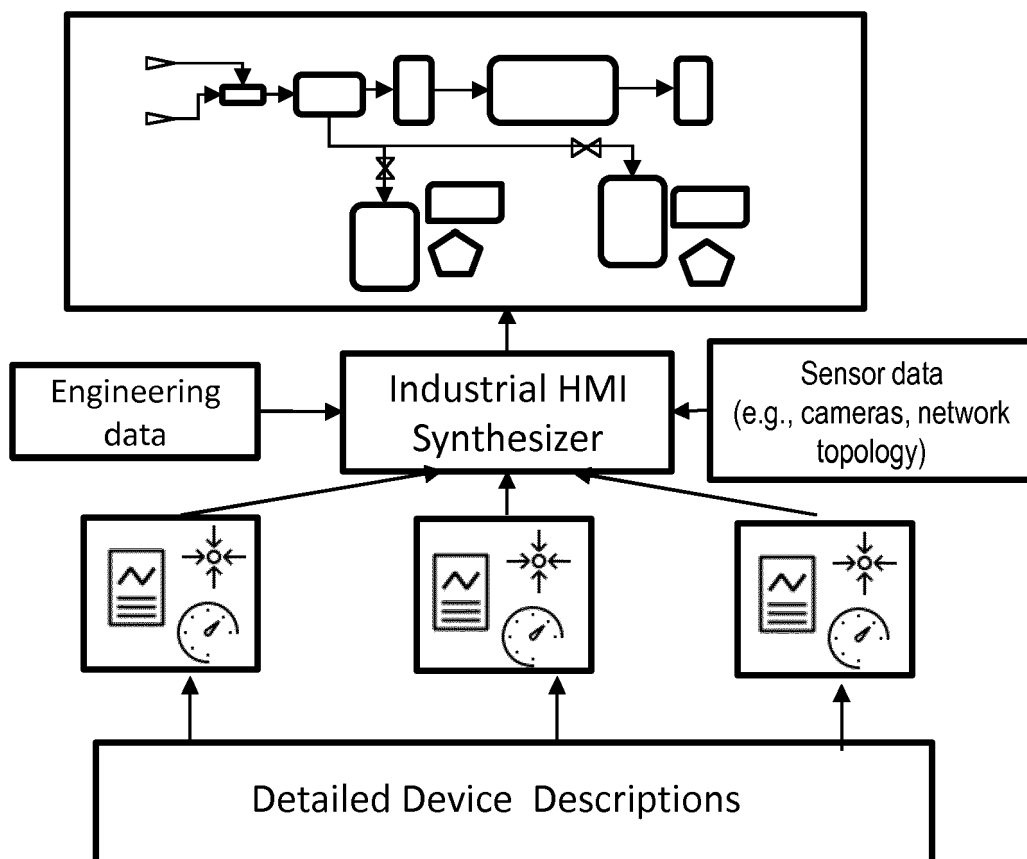 Engineering
data
Industrial HMI
Synthesizer
Sensor data
(e.g., cameras, network
topology)
Detailed Device Descriptions